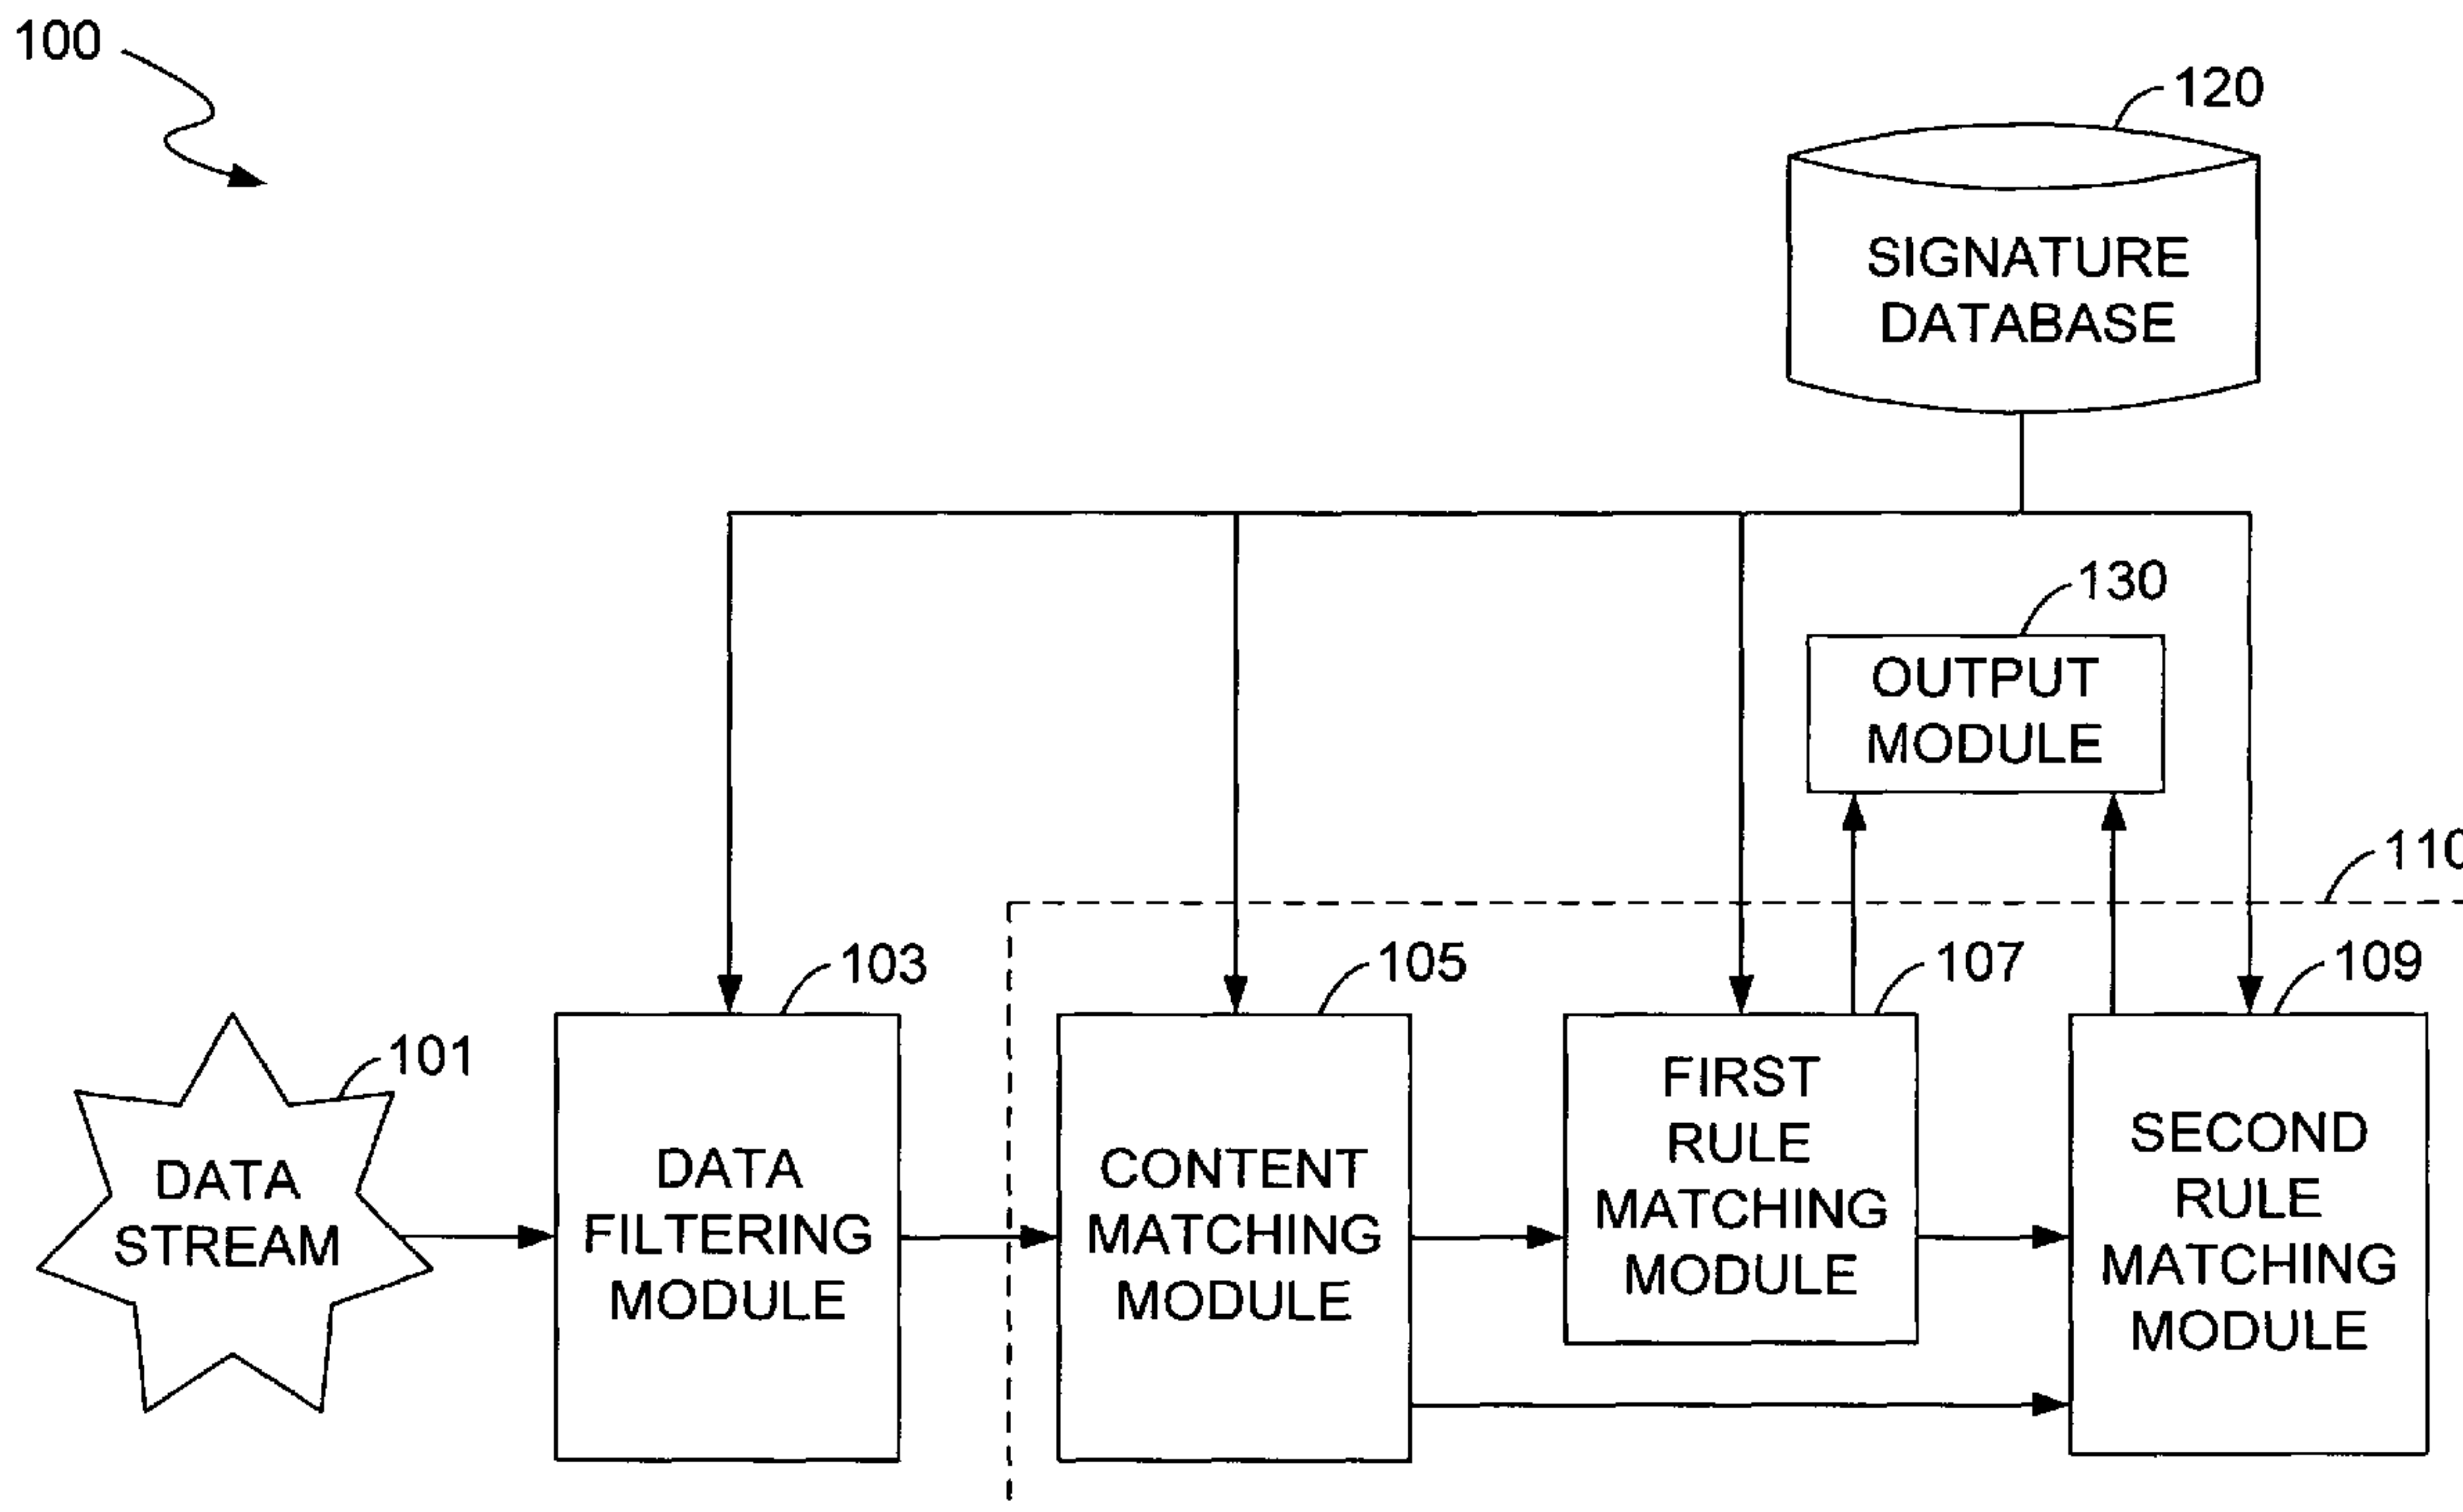 100
120
SIGNATURE
DATABASE
130
OUTPUT
MODULE
110
103
105
107
109
101
DATA
STREAM
DATA
FILTERING
MODULE
CONTENT
MATCHING
MODULE
FIRST
RULE
MATCHING
MODULE
SECOND
RULE
MATCHING
MODULE